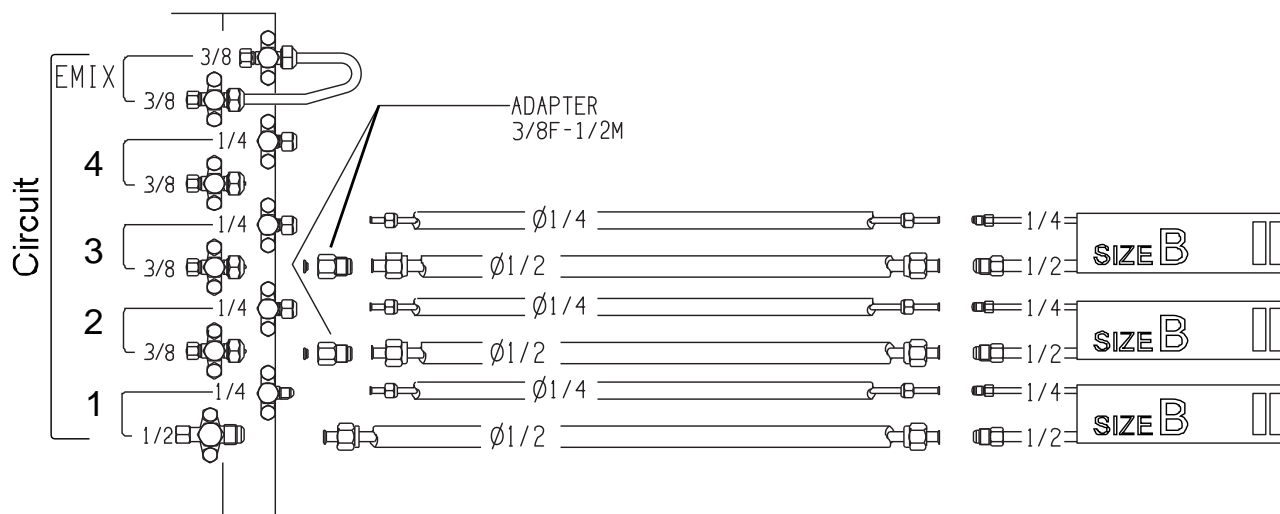 Circuit
EMIX
3/8
3/8
ADAPTER
3/8F-1/2M
4
1/4
3/8
3
1/4
3/8
Ø1/4
1/4
SIZE B
Ø1/2
1/2
2
1/4
3/8
Ø1/4
1/4
SIZE B
Ø1/2
1/2
1
1/4
1/2
Ø1/4
1/4
SIZE B
Ø1/2
1/2